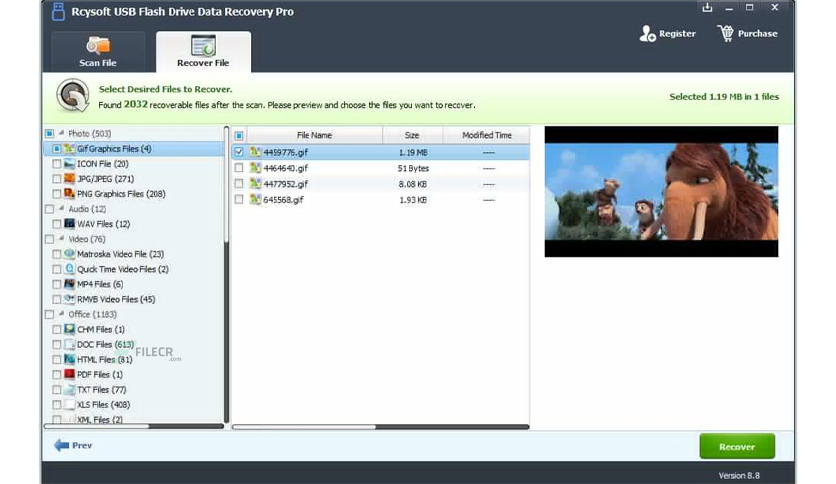 Rcysoft USB Flash Drive Data Recovery Pro
Register
Purchase
Scan File
Recover File
Select Desired Files to Recover.
Found 2032 recoverable files after the scan. Please preview and choose the files you want to recover.
Selected 1.19 MB in 1 files
Photo (503)
Gif Graphics Files (4)
ICON File (20)
JPG/JPEG (271)
PNG Graphics Files (208)
Audio (12)
WAV Files (12)
Video (76)
Matroska Video File (23)
Quick Time Video Files (2)
MP4 Files (6)
RMVB Video Files (45)
Office (1183)
CHM Files (1)
DOC Files (613)
HTML Files (81)
PDF Files (1)
TXT Files (77)
XLS Files (408)
XML Files (2)
FILECR
.com
File Name Size Modified Time
4459776.gif 1.19 MB ----
4464640.gif 51 Bytes ----
4477952.gif 8.08 KB ----
645568.gif 1.93 KB ----
Prev
Recover
Version 8.8